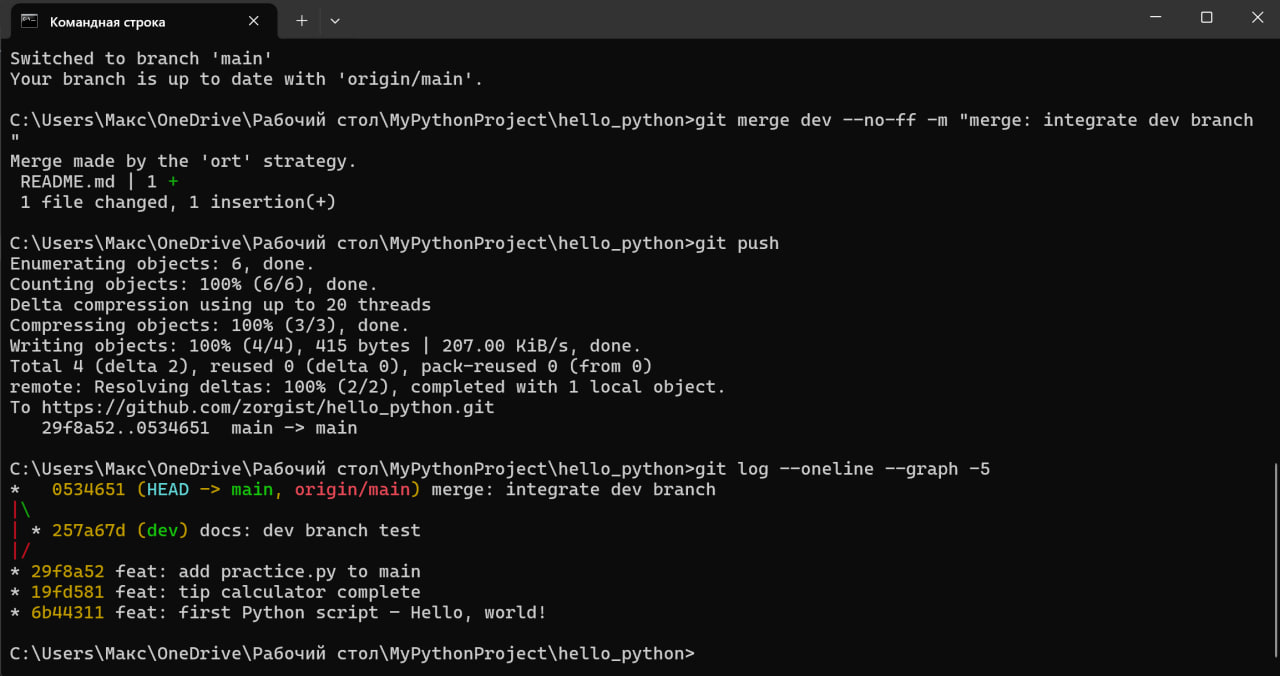 Командная строка
Switched to branch 'main'
Your branch is up to date with 'origin/main'.
C:\Users\Макс\OneDrive\Рабочий стол\MyPythonProject\hello_python>git merge dev --no-ff -m "merge: integrate dev branch
"
Merge made by the 'ort' strategy.
 README.md | 1 +
 1 file changed, 1 insertion(+)
C:\Users\Макс\OneDrive\Рабочий стол\MyPythonProject\hello_python>git push
Enumerating objects: 6, done.
Counting objects: 100% (6/6), done.
Delta compression using up to 20 threads
Compressing objects: 100% (3/3), done.
Writing objects: 100% (4/4), 415 bytes | 207.00 KiB/s, done.
Total 4 (delta 2), reused 0 (delta 0), pack-reused 0 (from 0)
remote: Resolving deltas: 100% (2/2), completed with 1 local object.
To https://github.com/zorgist/hello_python.git
   29f8a52..0534651  main -> main
C:\Users\Макс\OneDrive\Рабочий стол\MyPythonProject\hello_python>git log --oneline --graph -5
*   0534651 (HEAD -> main, origin/main) merge: integrate dev branch
|\
| * 257a67d (dev) docs: dev branch test
|/
* 29f8a52 feat: add practice.py to main
* 19fd581 feat: tip calculator complete
* 6b44311 feat: first Python script - Hello, world!
C:\Users\Макс\OneDrive\Рабочий стол\MyPythonProject\hello_python>